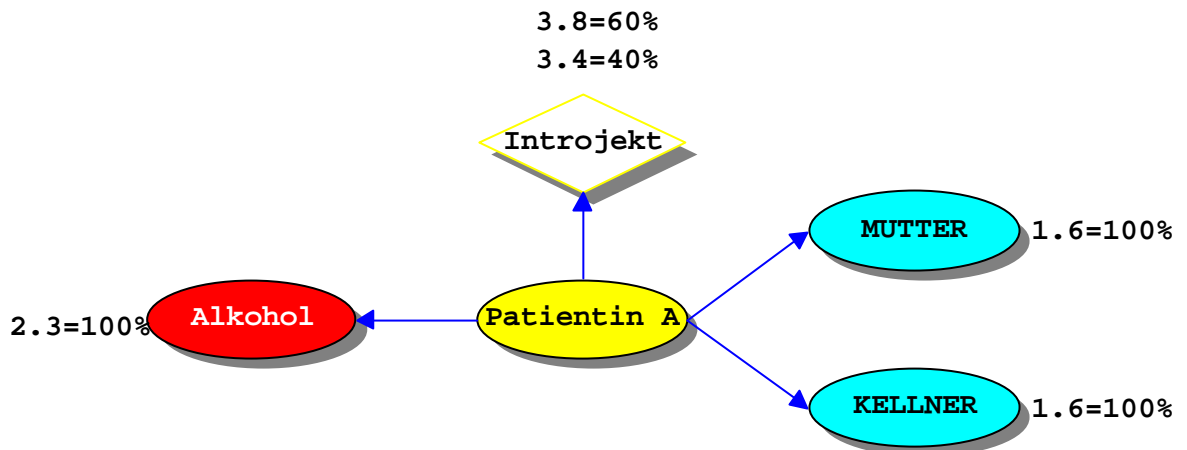 3.8=60%
3.4=40%
Introjekt
MUTTER
1.6=100%
Alkohol
2.3=100%
Patientin A
KELLNER
1.6=100%